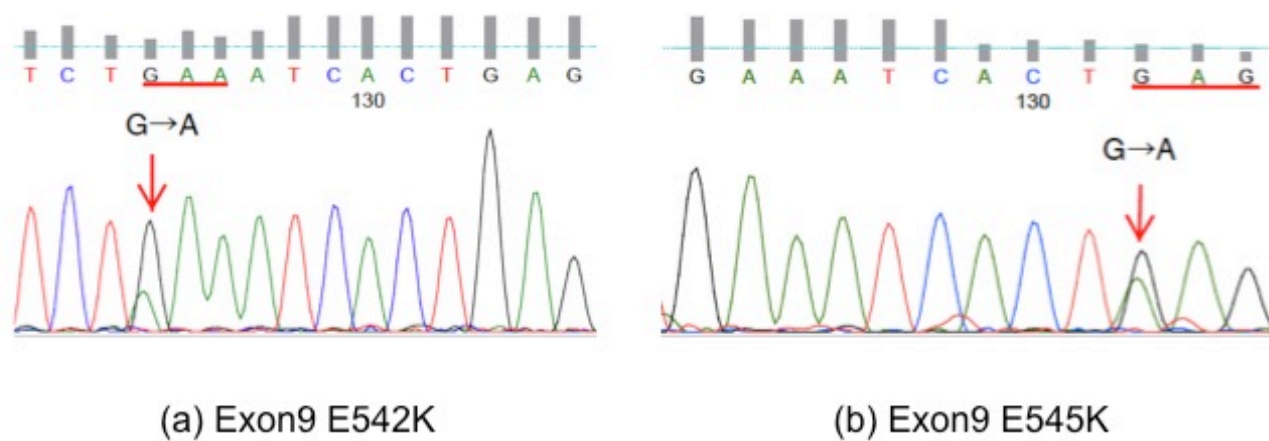 T C T G A A A T C A C T G A G
130
G→A
(a) Exon9 E542K
G A A A T C A C T G A G
130
G→A
(b) Exon9 E545K